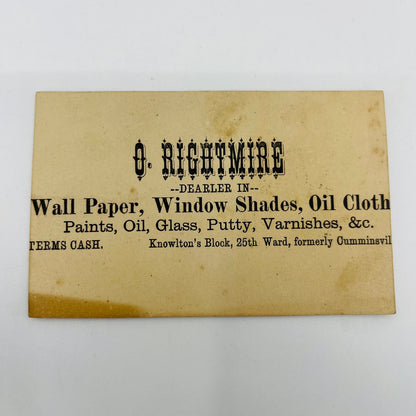 O. RIGHTMIRE
--DEARLER IN--
Wall Paper, Window Shades, Oil Cloth
Paints, Oil, Glass, Putty, Varnishes, &c.
TERMS CASH. Knowlton's Block, 25th Ward, formerly Cumminsvil